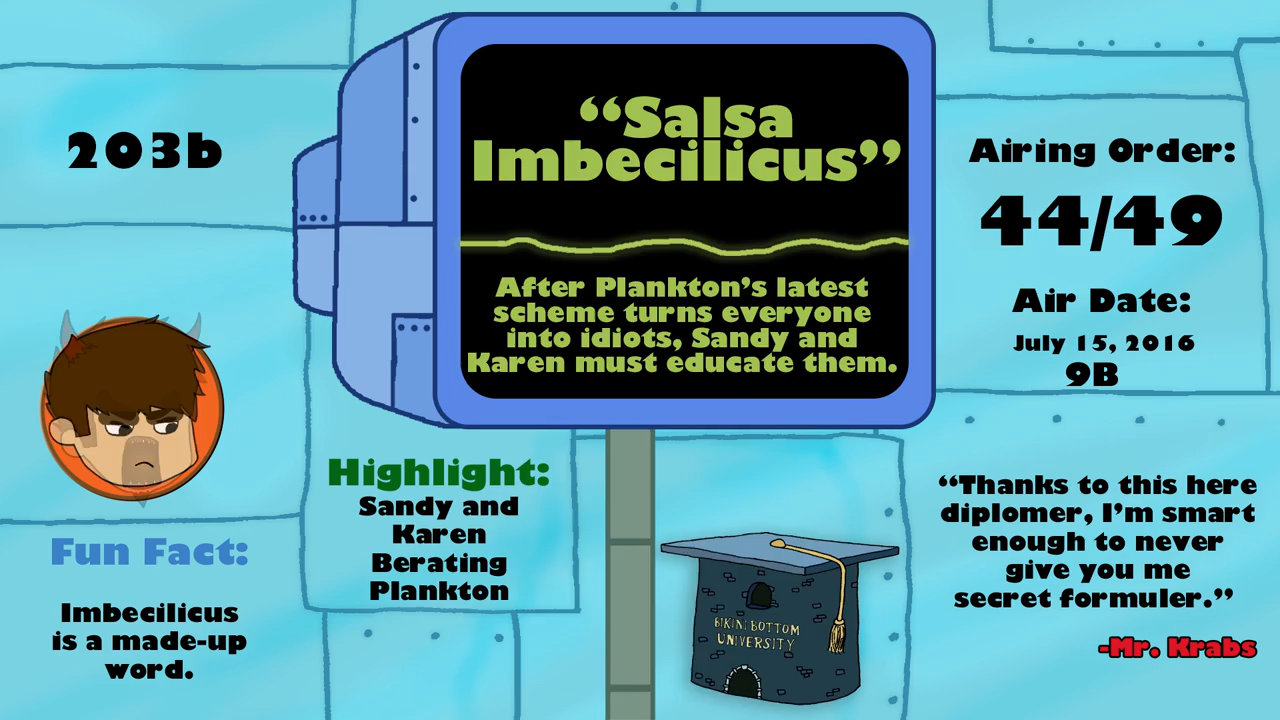 203b
Fun Fact:
Imbecilicus
is a made-up
word.
“Salsa
Imbecilicus”
After Plankton’s latest
scheme turns everyone
into idiots, Sandy and
Karen must educate them.
Highlight:
Sandy and
Karen
Berating
Plankton
BIKINI BOTTOM
UNIVERSITY
Airing Order:
44/49
Air Date:
July 15, 2016
9B
“Thanks to this here
diplomer, I’m smart
enough to never
give you me
secret formuler.”
-Mr. Krabs